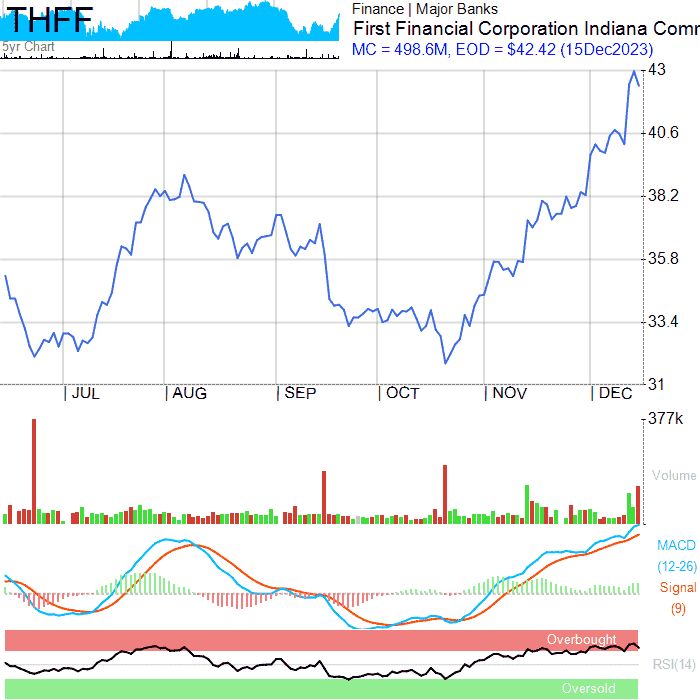 THFF
5yr Chart
Finance | Major Banks
First Financial Corporation Indiana Comm
MC = 498.6M, EOD = $42.42 (15Dec2023)
43
40.6
38.2
35.8
33.4
31
JUL AUG SEP OCT NOV DEC
377k
Volume
MACD
(12-26)
Signal
(9)
Overbought
RSI(14)
Oversold